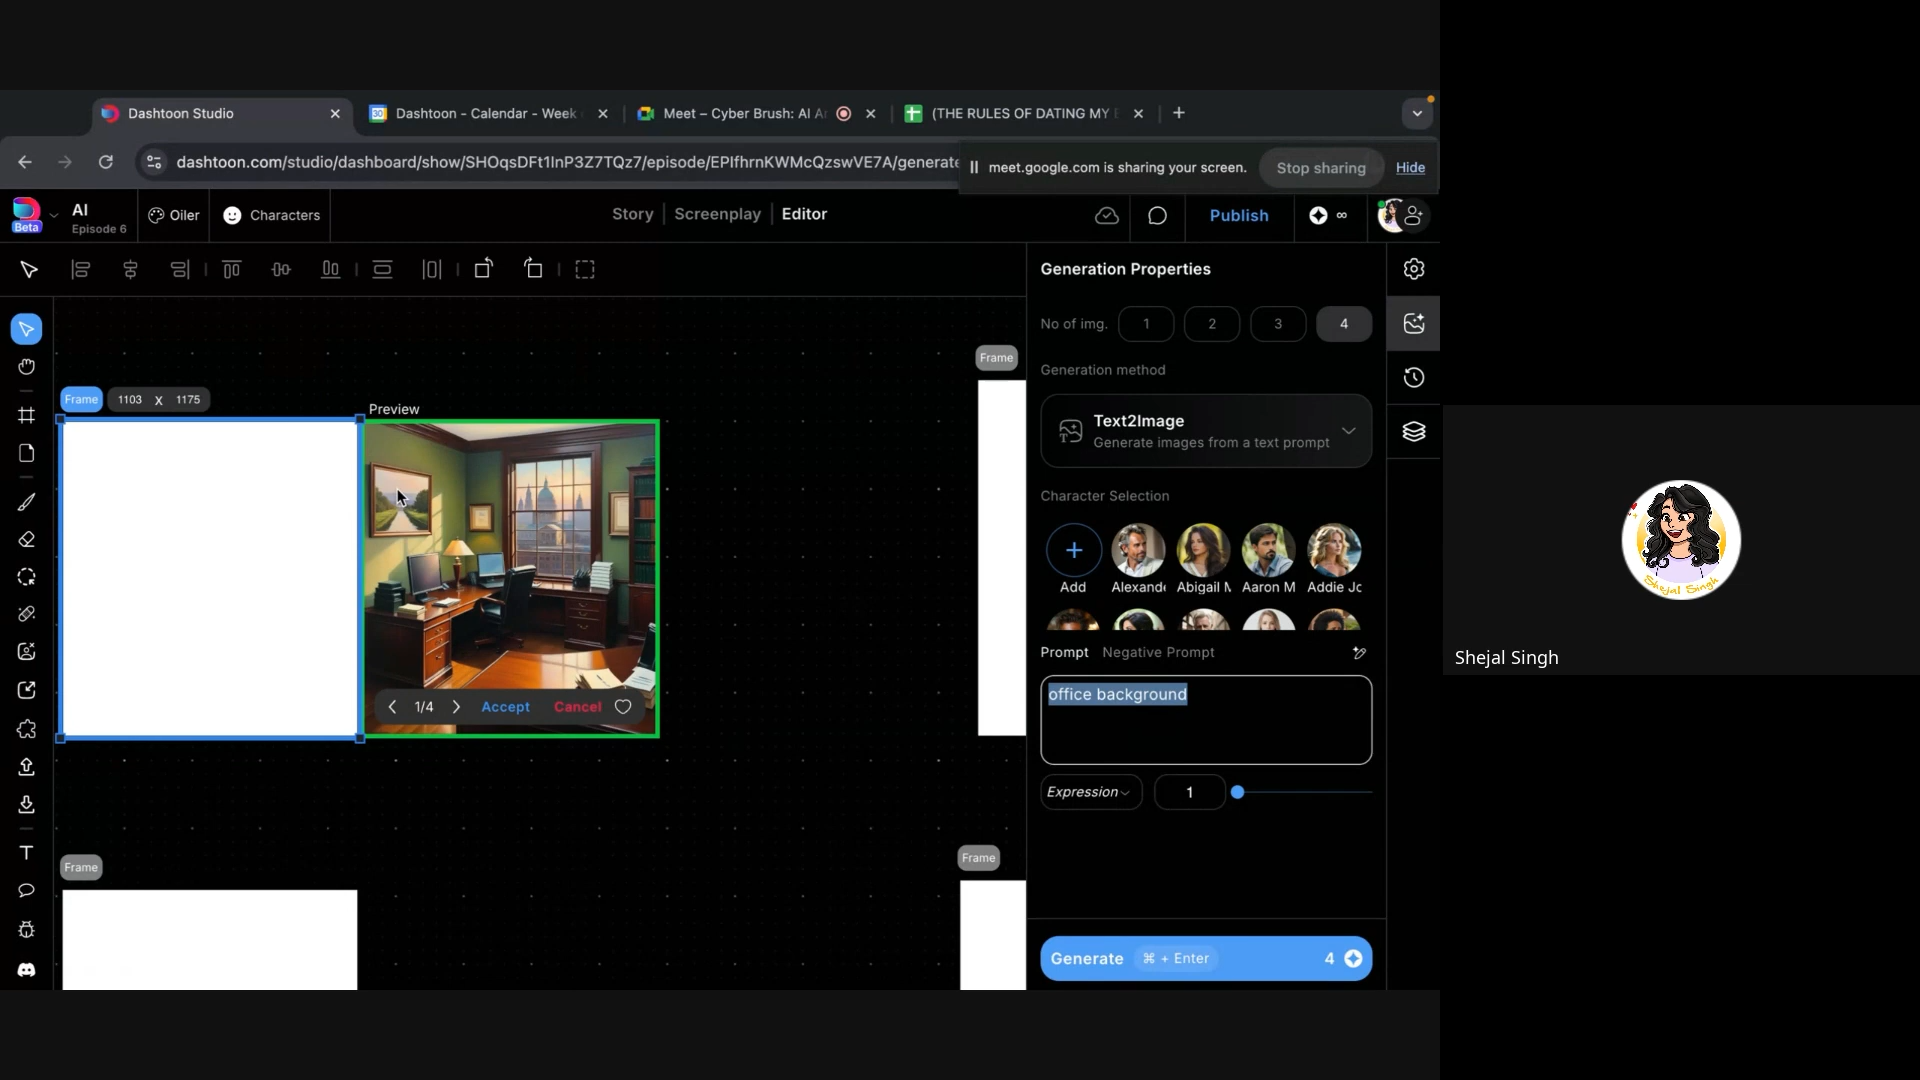 Dashtoon Studio
Dashtoon - Calendar - Week
Meet – Cyber Brush: AI A
(THE RULES OF DATING MY
dashtoon.com/studio/dashboard/show/SHOqsDFt1lnP3Z7TQz7/episode/EPIfhrnKWMcQzswVE7A/generate
meet.google.com is sharing your screen.
Stop sharing
Hide
Beta
AI
Episode 6
Oiler
Characters
Story
Screenplay
Editor
Publish
∞
Generation Properties
No of img.
1
2
3
4
Generation method
Text2Image
Generate images from a text prompt
Character Selection
Add
Alexande
Abigail
Aaron M
Addie Jo
Prompt
Negative Prompt
office background
Expression
1
Generate
⌘ + Enter
4
Frame
1103 x 1175
Preview
1/4
Accept
Cancel
Frame
Frame
Frame
Shejal Singh
Shejal Singh